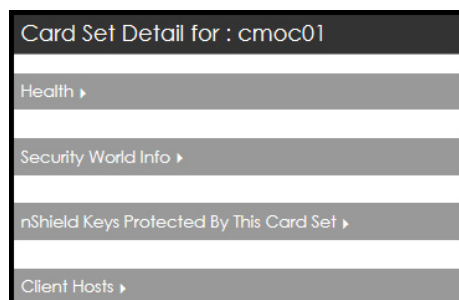 Card Set Detail for : cmoc01
Health
Security World Info
nShield Keys Protected By This Card Set
Client Hosts